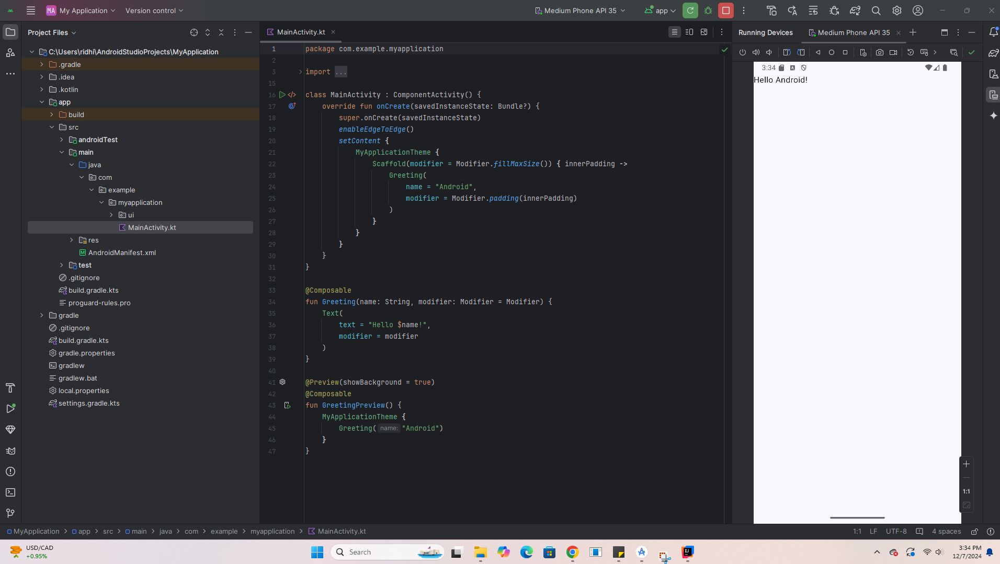 MA My Application Version control Medium Phone API 35 app
Project Files
MainActivity.kt
Running Devices Medium Phone API 35
C:\Users\ridhi\AndroidStudioProjects\MyApplication
.gradle
.idea
.kotlin
app
build
src
androidTest
main
java
com
example
myapplication
ui
MainActivity.kt
res
AndroidManifest.xml
test
.gitignore
build.gradle.kts
proguard-rules.pro
gradle
.gitignore
build.gradle.kts
gradle.properties
gradlew
gradlew.bat
local.properties
settings.gradle.kts
1 package com.example.myapplication
2
3 import ...
15
16 class MainActivity : ComponentActivity() {
17 override fun onCreate(savedInstanceState: Bundle?) {
18 super.onCreate(savedInstanceState)
19 enableEdgeToEdge()
20 setContent {
21 MyApplicationTheme {
22 Scaffold(modifier = Modifier.fillMaxSize()) { innerPadding ->
23 Greeting(
24 name = "Android",
25 modifier = Modifier.padding(innerPadding)
26 )
27 }
28 }
29 }
30 }
31 }
32
33 @Composable
34 fun Greeting(name: String, modifier: Modifier = Modifier) {
35 Text(
36 text = "Hello $name!",
37 modifier = modifier
38 )
39 }
40
41 @Preview(showBackground = true)
42 @Composable
43 fun GreetingPreview() {
44 MyApplicationTheme {
45 Greeting( name: "Android")
46 }
47 }
3:34
Hello Android!
1:1
MyApplication > app > src > main > java > com > example > myapplication > MainActivity.kt
1:1 LF UTF-8 4 spaces
USD/CAD
+0.95%
Search
3:34 PM
12/7/2024